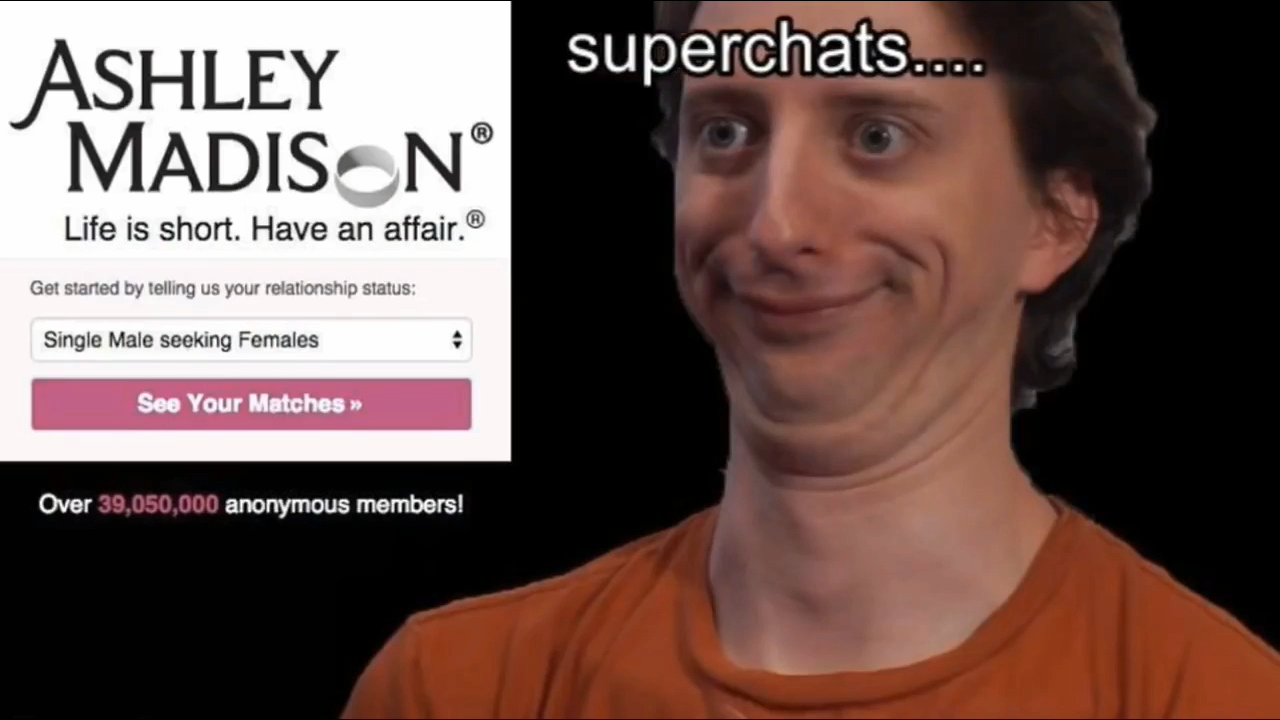 superchats....
ASHLEY
MADISON®
Life is short. Have an affair.®
Get started by telling us your relationship status:
Single Male seeking Females
See Your Matches »
Over 39,050,000 anonymous members!